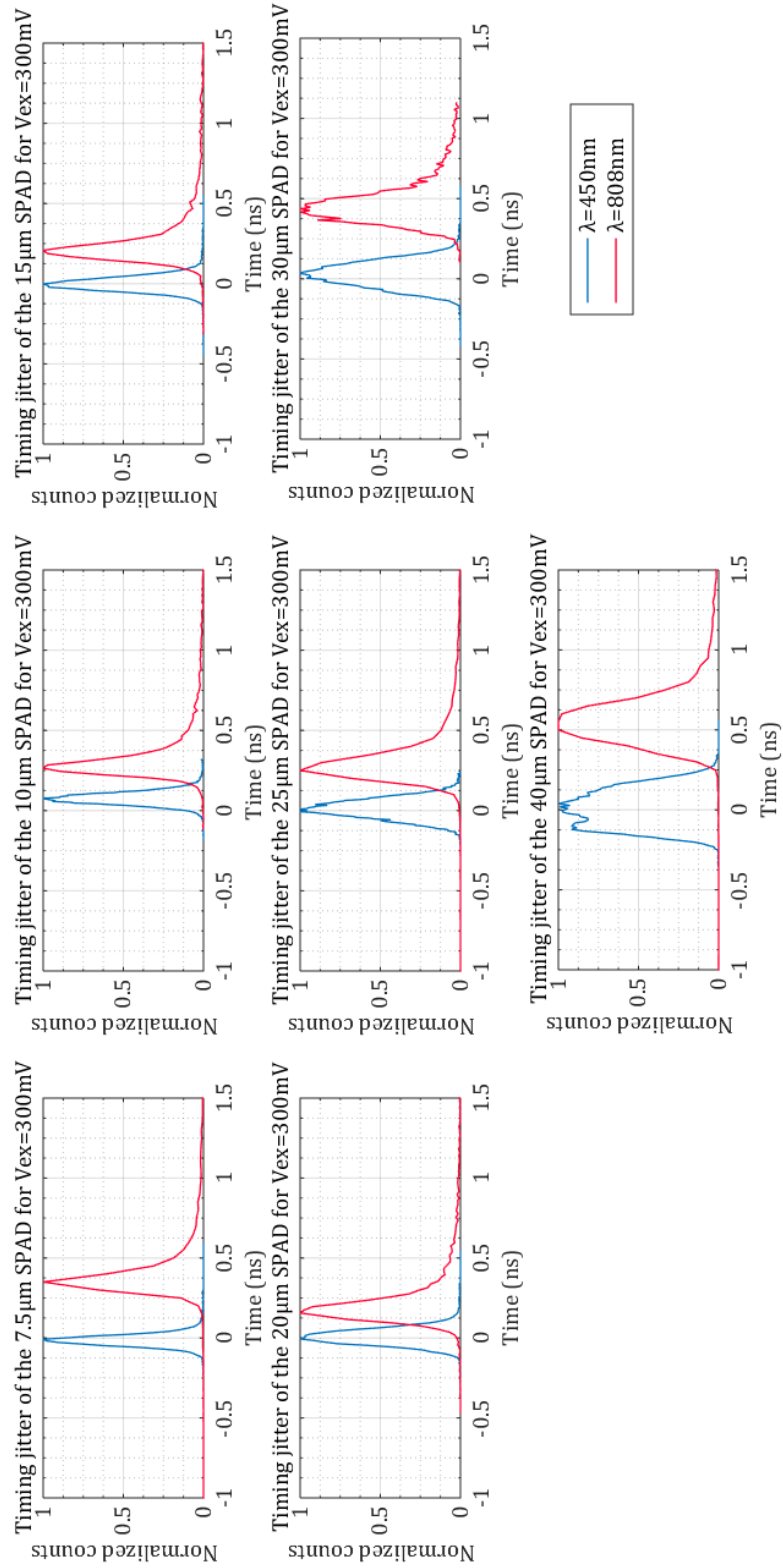 Timing jitter of the 7.5μm SPAD for Vex=300mV
1
0.5
0
Normalized counts
-1
-0.5
0
0.5
1
1.5
Time (ns)
Timing jitter of the 10μm SPAD for Vex=300mV
1
0.5
0
Normalized counts
-1
-0.5
0
0.5
1
1.5
Time (ns)
Timing jitter of the 15μm SPAD for Vex=300mV
1
0.5
0
Normalized counts
-1
-0.5
0
0.5
1
1.5
Time (ns)
Timing jitter of the 20μm SPAD for Vex=300mV
1
0.5
0
Normalized counts
-1
-0.5
0
0.5
1
1.5
Time (ns)
Timing jitter of the 25μm SPAD for Vex=300mV
1
0.5
0
Normalized counts
-1
-0.5
0
0.5
1
1.5
Time (ns)
Timing jitter of the 30μm SPAD for Vex=300mV
1
0.5
0
Normalized counts
-1
-0.5
0
0.5
1
1.5
Time (ns)
Timing jitter of the 40μm SPAD for Vex=300mV
1
0.5
0
Normalized counts
-1
-0.5
0
0.5
1
1.5
Time (ns)
λ=450nm
λ=808nm